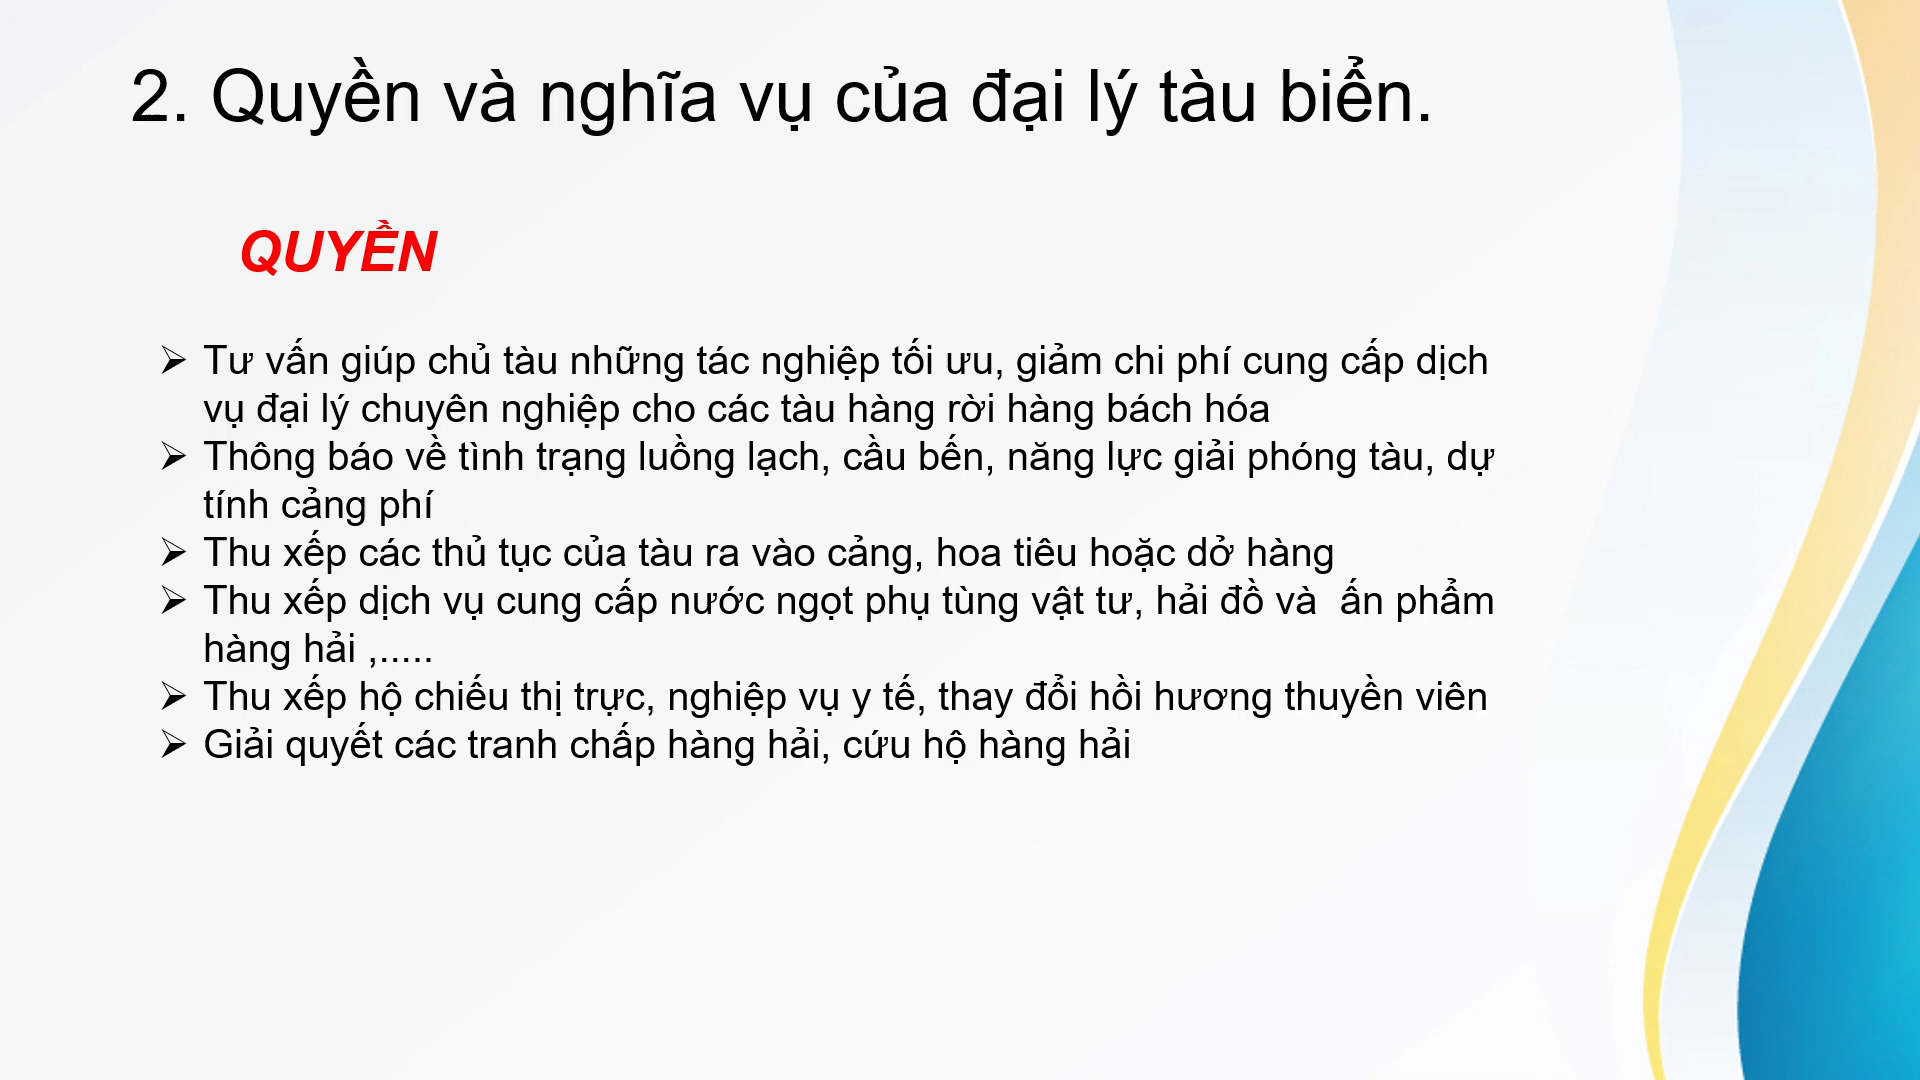 2. Quyền và nghĩa vụ của đại lý tàu biển.
QUYỀN
➢ Tư vấn giúp chủ tàu những tác nghiệp tối ưu, giảm chi phí cung cấp dịch
vụ đại lý chuyên nghiệp cho các tàu hàng rời hàng bách hóa
➢ Thông báo về tình trạng luồng lạch, cầu bến, năng lực giải phóng tàu, dự
tính cảng phí
➢ Thu xếp các thủ tục của tàu ra vào cảng, hoa tiêu hoặc dở hàng
➢ Thu xếp dịch vụ cung cấp nước ngọt phụ tùng vật tư, hải đồ và  ấn phẩm
hàng hải ,.....
➢ Thu xếp hộ chiếu thị trực, nghiệp vụ y tế, thay đổi hồi hương thuyền viên
➢ Giải quyết các tranh chấp hàng hải, cứu hộ hàng hải